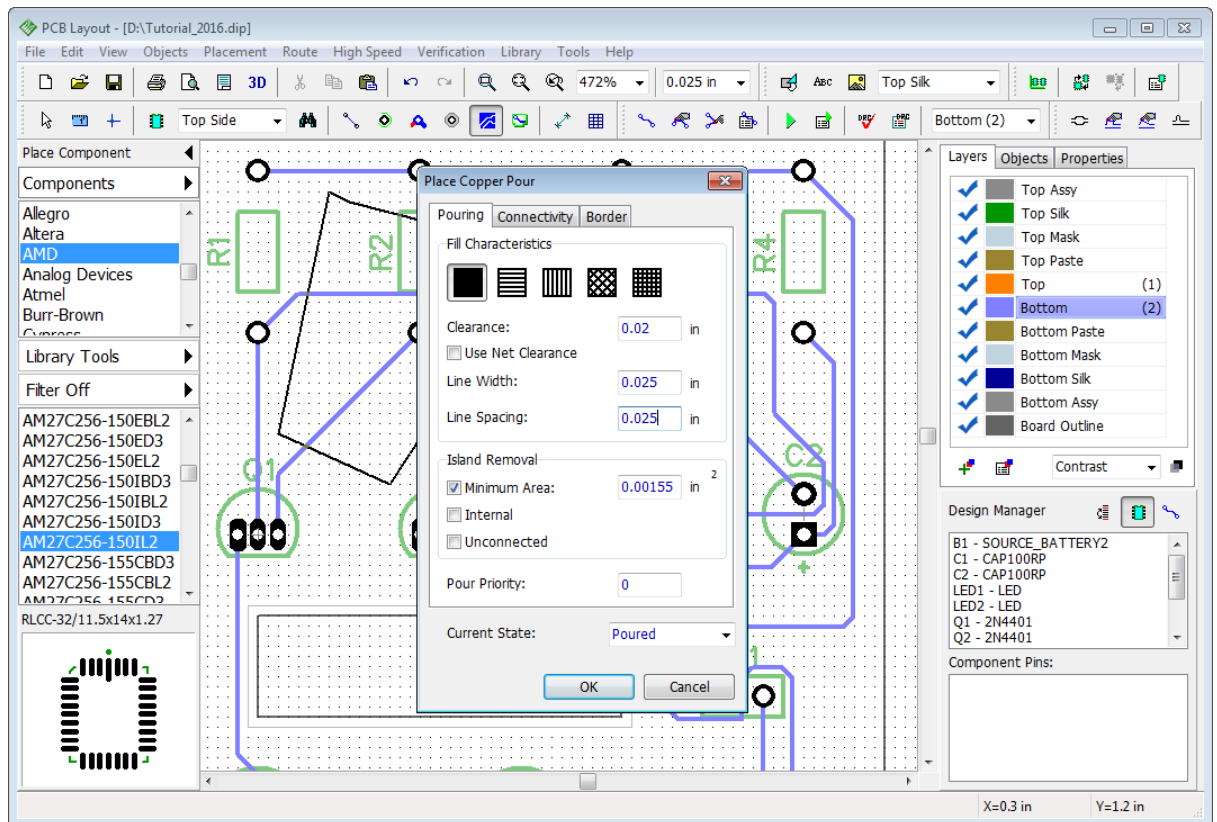 PCB Layout - [D:\Tutorial_2016.dip]
File Edit View Objects Placement Route High Speed Verification Library Tools Help
3D 472% 0.025 in ABC Top Silk
Top Side DRC DRC Bottom (2)
Place Component
Components
Allegro
Altera
AMD
Analog Devices
Atmel
Burr-Brown
Cypress
Library Tools
Filter Off
AM27C256-150EBL2
AM27C256-150ED3
AM27C256-150EL2
AM27C256-150IBD3
AM27C256-150IBL2
AM27C256-150ID3
AM27C256-150IL2
AM27C256-155CBD3
AM27C256-155CBL2
AM27C256-155CD3
RLCC-32/11.5x14x1.27
R1
R2
R4
Q1
C2
+
1
Place Copper Pour
Pouring Connectivity Border
Fill Characteristics
Clearance: 0.02 in
Use Net Clearance
Line Width: 0.025 in
Line Spacing: 0.025 in
Island Removal
Minimum Area: 0.00155 in 2
Internal
Unconnected
Pour Priority: 0
Current State: Poured
OK Cancel
Layers Objects Properties
Top Assy
Top Silk
Top Mask
Top Paste
Top (1)
Bottom (2)
Bottom Paste
Bottom Mask
Bottom Silk
Bottom Assy
Board Outline
Contrast
Design Manager
B1 - SOURCE_BATTERY2
C1 - CAP100RP
C2 - CAP100RP
LED1 - LED
LED2 - LED
Q1 - 2N4401
Q2 - 2N4401
Component Pins:
X=0.3 in Y=1.2 in